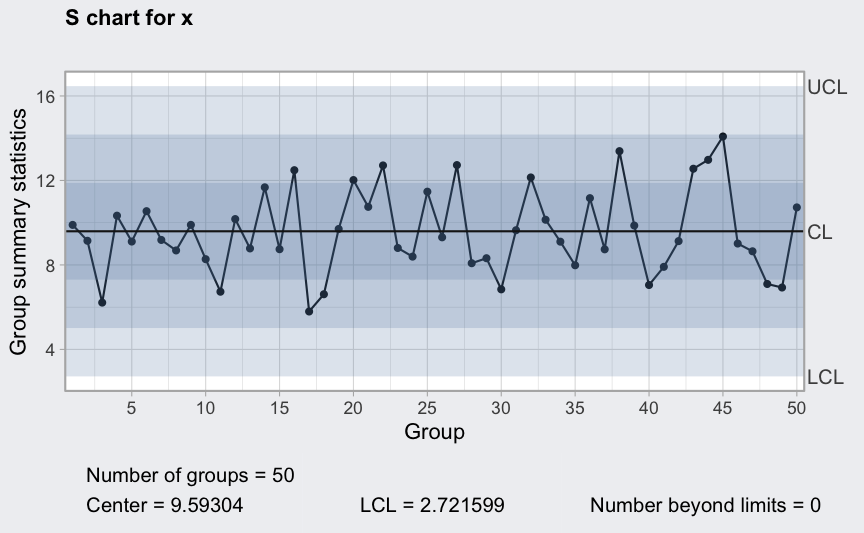 S chart for x
UCL
16
12
CL
8
4
LCL
Group summary statistics
5 10 15 20 25 30 35 40 45 50
Group
Number of groups = 50
Center = 9.59304 LCL = 2.721599 Number beyond limits = 0